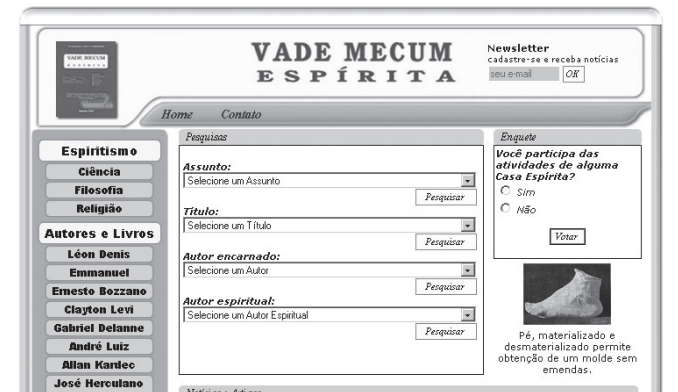 VADE MECUM
ESPÍRITA
VADE MECUM
ESPÍRITA
Newsletter
cadastre-se e receba notícias
seu e-mail
OK
Home
Contato
Espiritismo
Ciência
Filosofia
Religião
Autores e Livros
Léon Denis
Emmanuel
Ernesto Bozzano
Clayton Levi
Gabriel Delanne
André Luiz
Allan Kardec
José Herculano
Pesquisas
Assunto:
Selecione um Assunto
Pesquisar
Título:
Selecione um Título
Pesquisar
Autor encarnado:
Selecione um Autor
Pesquisar
Autor espiritual:
Selecione um Autor Espiritual
Pesquisar
Enquete
Você participa das
atividades de alguma
Casa Espírita?
Sim
Não
Votar
Pé, materializado e
desmaterializado permite
obtenção de um molde sem
emendas.